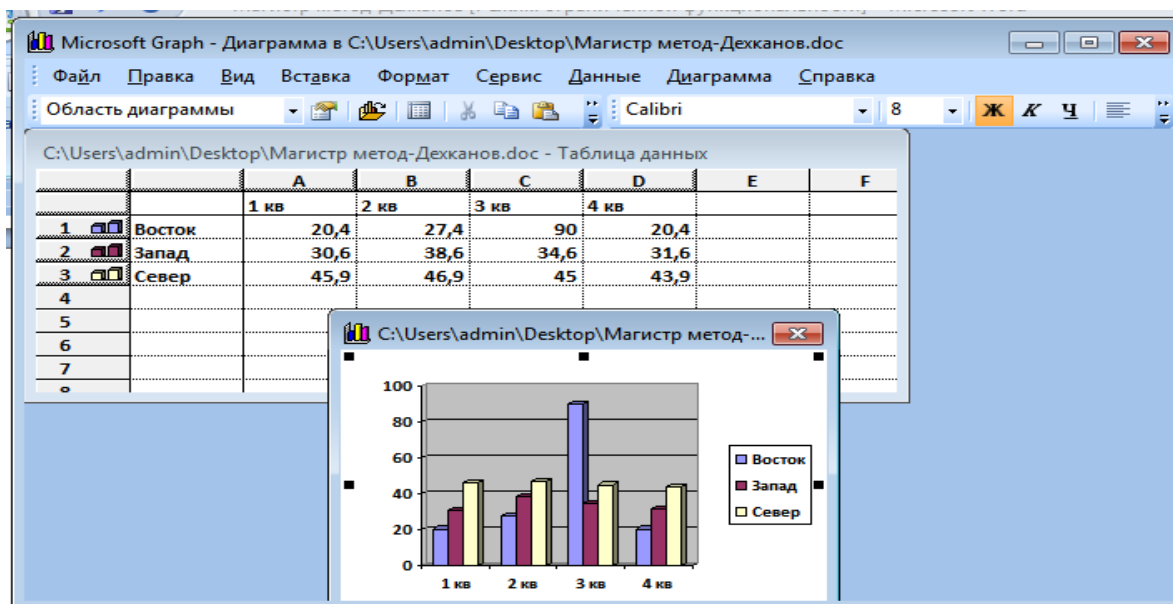 Microsoft Graph - Диаграмма в C:\Users\admin\Desktop\Магистр метод-Дехканов.doc
Файл Правка Вид Вставка Формат Сервис Данные Диаграмма Справка
Область диаграммы Calibri 8 Ж К Ч
C:\Users\admin\Desktop\Магистр метод-Дехканов.doc - Таблица данных
A B C D E F
1 кв 2 кв 3 кв 4 кв
1 Восток 20,4 27,4 90 20,4
2 Запад 30,6 38,6 34,6 31,6
3 Север 45,9 46,9 45 43,9
4
5
6
7
C:\Users\admin\Desktop\Магистр метод-...
100
80
60
40
20
0
1 кв 2 кв 3 кв 4 кв
Восток
Запад
Север